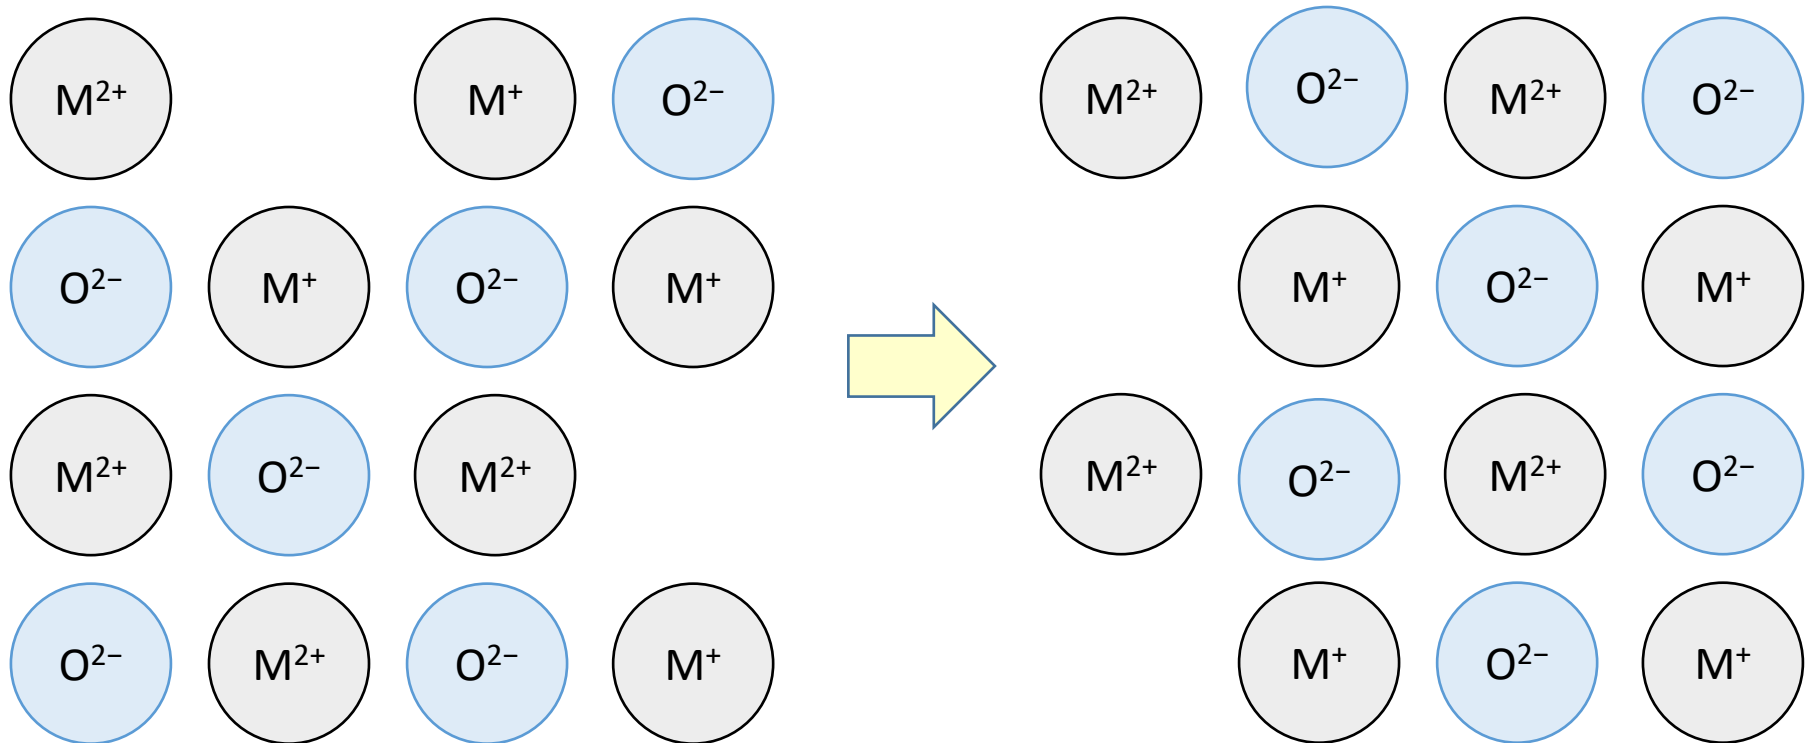 M²⁺ M⁺ O²⁻ M²⁺ O²⁻ M²⁺ O²⁻
O²⁻ M⁺ O²⁻ M⁺ M⁺ O²⁻ M⁺
M²⁺ O²⁻ M²⁺ M²⁺ O²⁻ M²⁺ O²⁻
O²⁻ M²⁺ O²⁻ M⁺ M⁺ O²⁻ M⁺